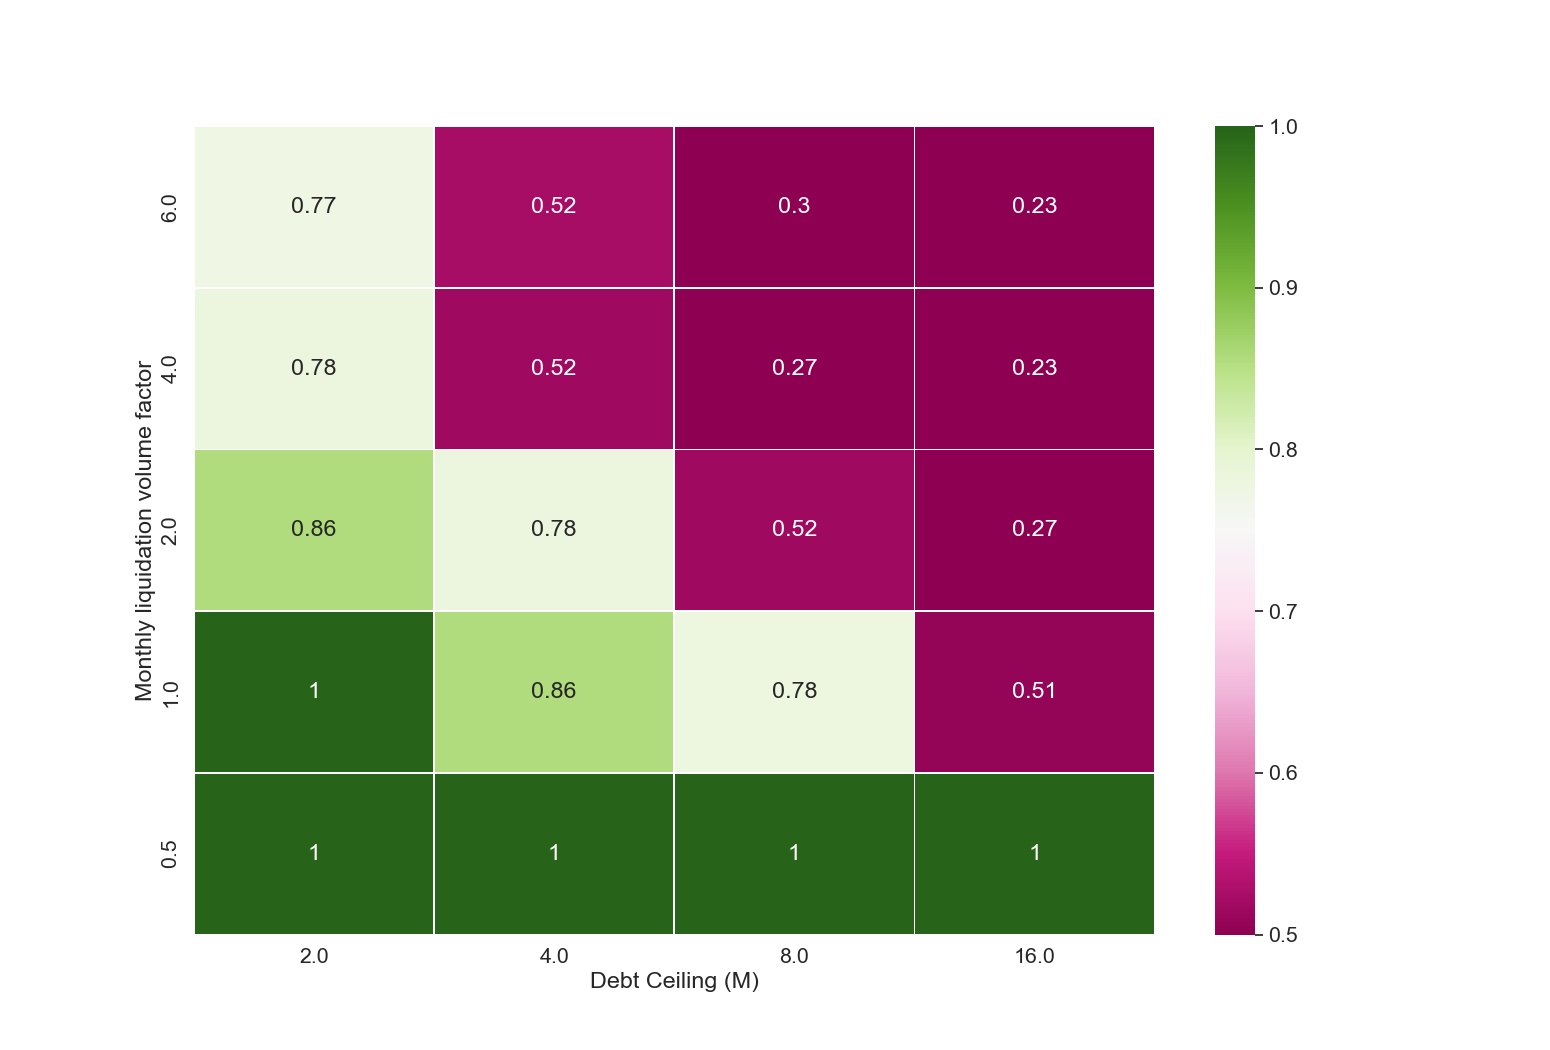 1.0
6.0 0.77 0.52 0.3 0.23
0.9
4.0 0.78 0.52 0.27 0.23
0.8
Monthly liquidation volume factor
2.0 0.86 0.78 0.52 0.27
0.7
1.0 1 0.86 0.78 0.51
0.6
0.5 1 1 1 1
0.5
2.0 4.0 8.0 16.0
Debt Ceiling (M)